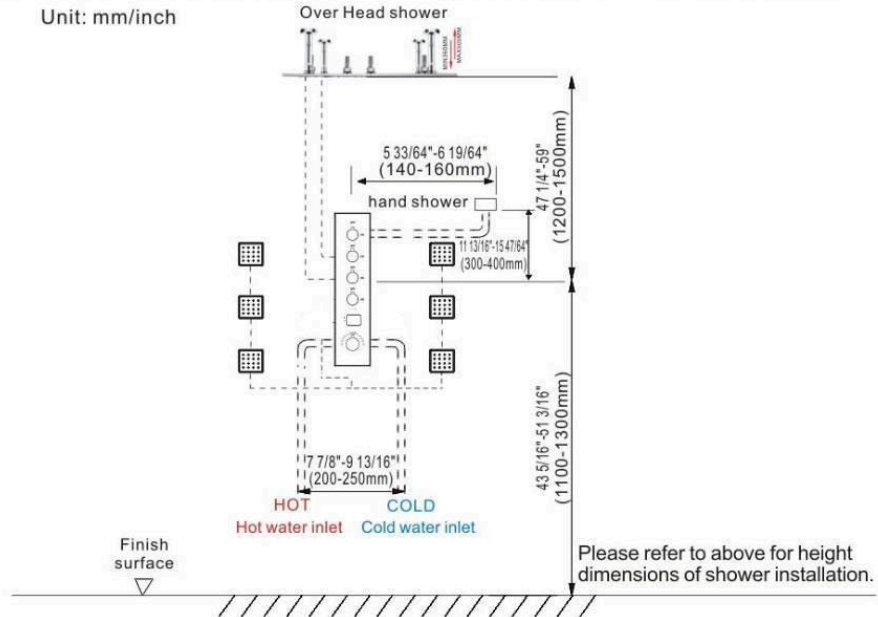 Unit: mm/inch
Over Head shower
5 33/64"-6 19/64"
(140-160mm)
47 1/4"-59"
(1200-1500mm)
hand shower
11 13/16"-15 47/64"
(300-400mm)
43 5/16"-51 3/16"
(1100-1300mm)
7 7/8"-9 13/16"
(200-250mm)
HOT
COLD
Hot water inlet
Cold water inlet
Finish
surface
Please refer to above for height
dimensions of shower installation.